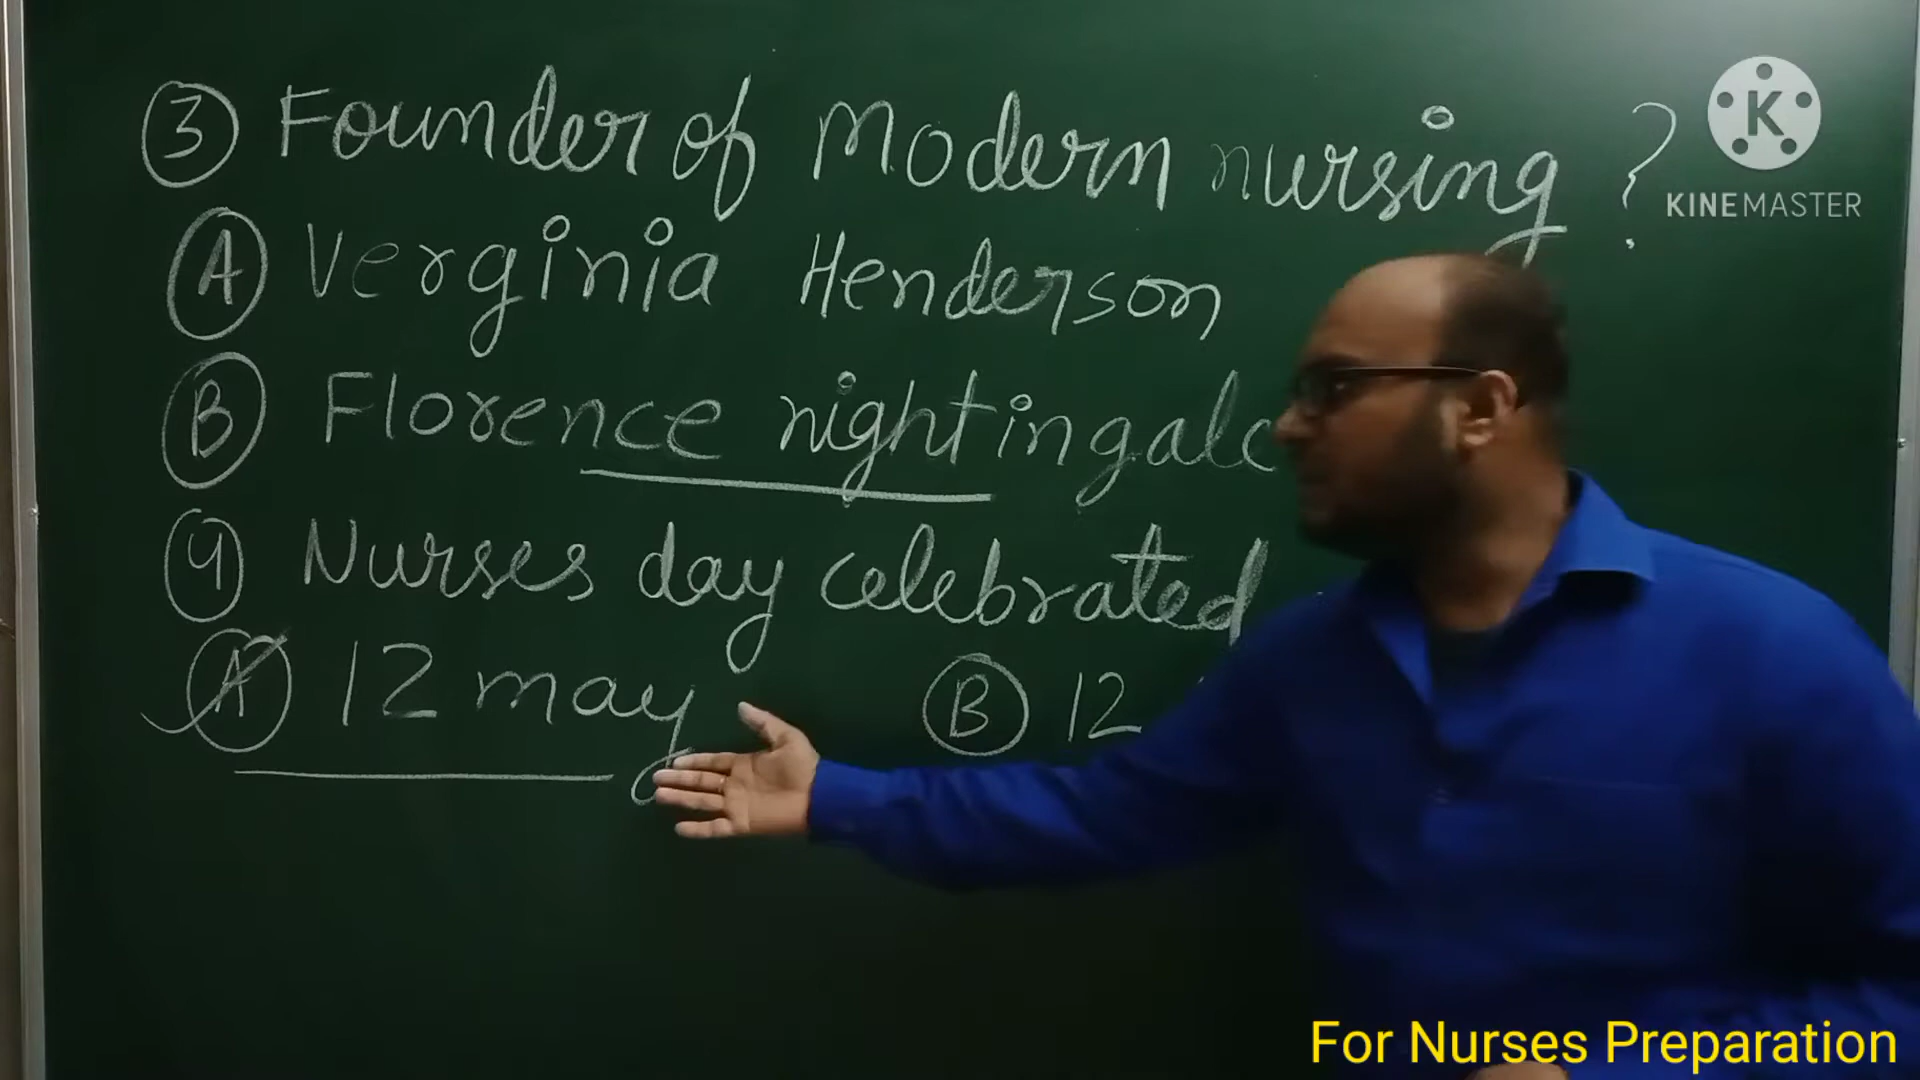 3 Founder of Modern nursing ?
A Verginia Henderson
B Florence nightingale
4 Nurses day celebrated
A 12 may B 12
K
KINEMASTER
For Nurses Preparation